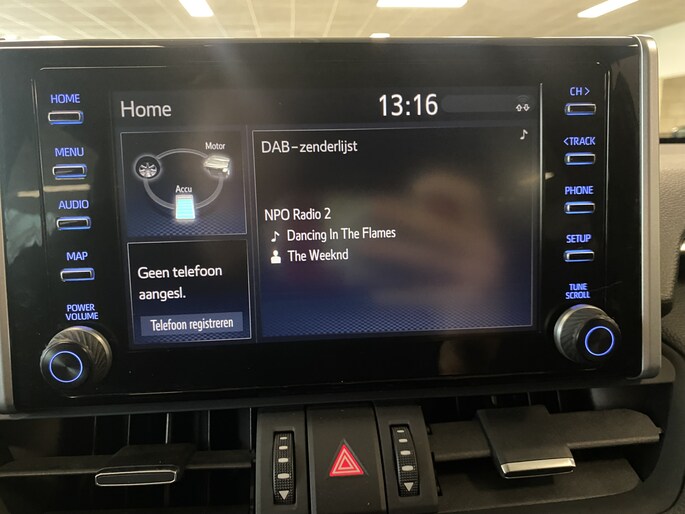 HOME
MENU
AUDIO
MAP
POWER
VOLUME
Home
13:16
Motor
Accu
Geen telefoon
aangesl.
Telefoon registreren
DAB-zenderlijst
NPO Radio 2
Dancing In The Flames
The Weeknd
CH >
<TRACK
PHONE
SETUP
TUNE
SCROLL